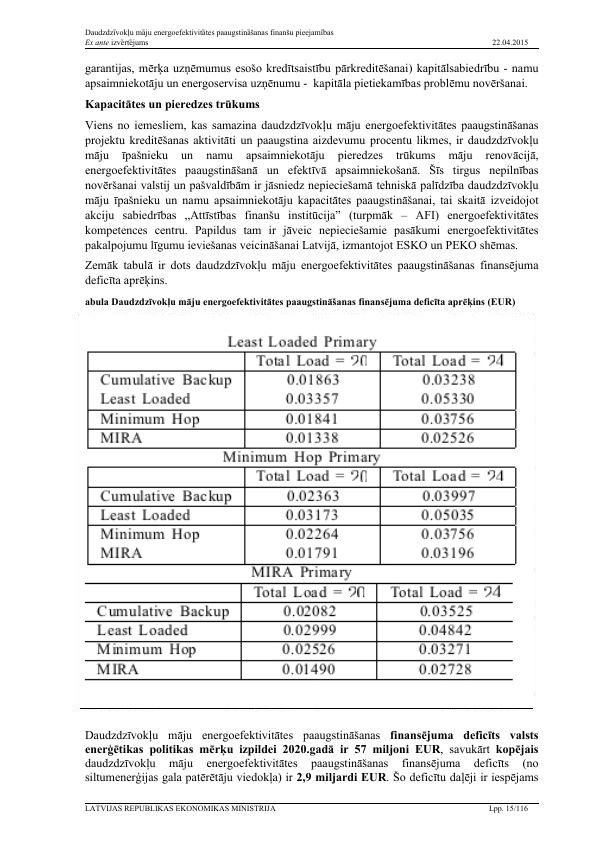 Daudzdzīvokļu māju energoefektivitātes paaugstināšanas finanšu pieejamības
Ex ante izvērtējums 22.04.2015
garantijas, mērķa uzņēmumus esošo kredītsaistību pārkreditēšanai) kapitālsabiedrību - namu
apsaimniekotāju un energoservisa uzņēnumu - kapitāla pietiekamības problēmu novēršanai.
Kapacitātes un pieredzes trūkums
Viens no iemesliem, kas samazina daudzdzīvokļu māju energoefektivitātes paaugstināšanas
projektu kreditēšanas aktivitāti un paaugstina aizdevumu procentu likmes, ir daudzdzīvokļu
māju īpašnieku un namu apsaimniekotāju pieredzes trūkums māju renovācijā,
energoefektivitātes paaugstināšanā un efektīvā apsaimniekošanā. Šīs tirgus nepilnības
novēršanai valstij un pašvaldībām ir jāsniedz nepieciešamā tehniskā palīdzība daudzdzīvokļu
māju īpašnieku un namu apsaimniekotāju kapacitātes paaugstināšanai, tai skaitā izveidojot
akciju sabiedrības „Attīstības finanšu institūcija” (turpmāk – AFI) energoefektivitātes
kompetences centru. Papildus tam ir jāveic nepieciešamie pasākumi energoefektivitātes
pakalpojumu līgumu ieviešanas veicināšanai Latvijā, izmantojot ESKO un PEKO shēmas.
Zemāk tabulā ir dots daudzdzīvokļu māju energoefektivitātes paaugstināšanas finansējuma
deficīta aprēķins.
abula Daudzdzīvokļu māju energoefektivitātes paaugstināšanas finansējuma deficīta aprēķins (EUR)
Least Loaded Primary
Total Load = 20 Total Load = 24
Cumulative Backup 0.01863 0.03238
Least Loaded 0.03357 0.05330
Minimum Hop 0.01841 0.03756
MIRA 0.01338 0.02526
Minimum Hop Primary
Total Load = 20 Total Load = 24
Cumulative Backup 0.02363 0.03997
Least Loaded 0.03173 0.05035
Minimum Hop 0.02264 0.03756
MIRA 0.01791 0.03196
MIRA Primary
Total Load = 20 Total Load = 24
Cumulative Backup 0.02082 0.03525
Least Loaded 0.02999 0.04842
Minimum Hop 0.02526 0.03271
MIRA 0.01490 0.02728
Daudzdzīvokļu māju energoefektivitātes paaugstināšanas finansējuma deficīts valsts
enerģētikas politikas mērķu izpildei 2020.gadā ir 57 miljoni EUR, savukārt kopējais
daudzdzīvokļu māju energoefektivitātes paaugstināšanas finansējuma deficīts (no
siltumenerģijas gala patērētāju viedokļa) ir 2,9 miljardi EUR. Šo deficītu daļēji ir iespējams
LATVIJAS REPUBLIKAS EKONOMIKAS MINISTRIJA Lpp. 15/116